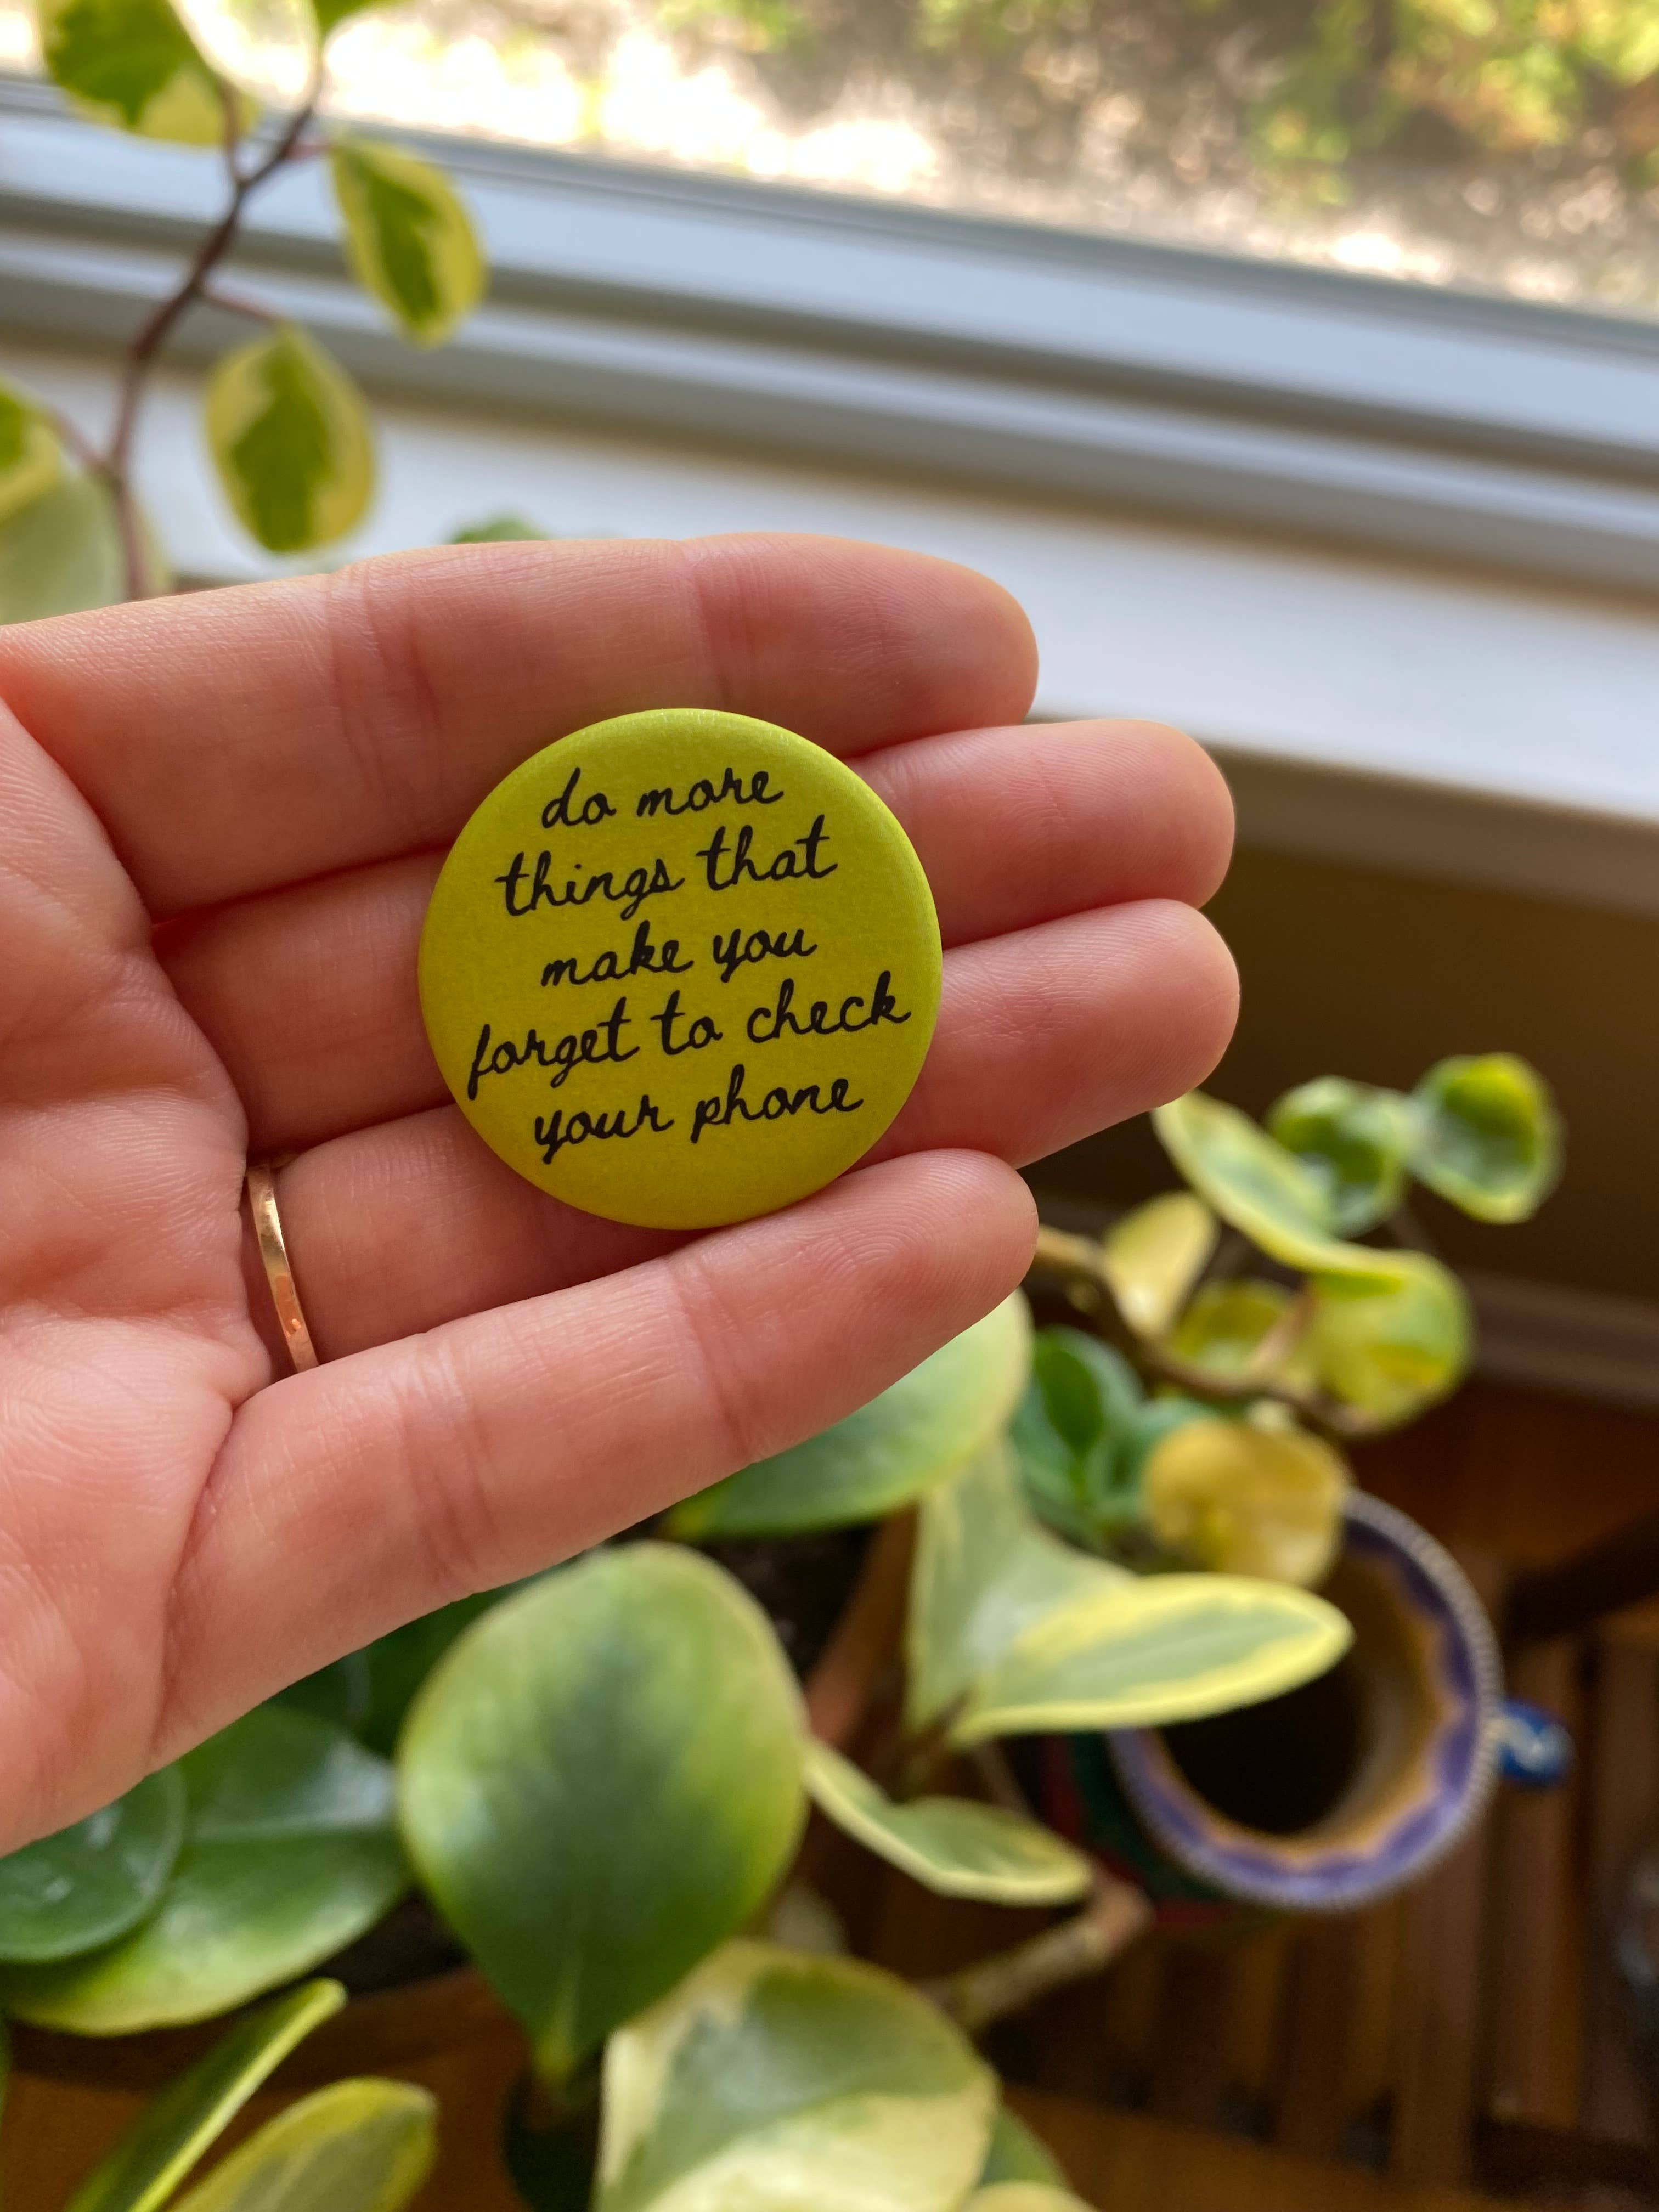 do more
things that
make you
forget to check
your phone